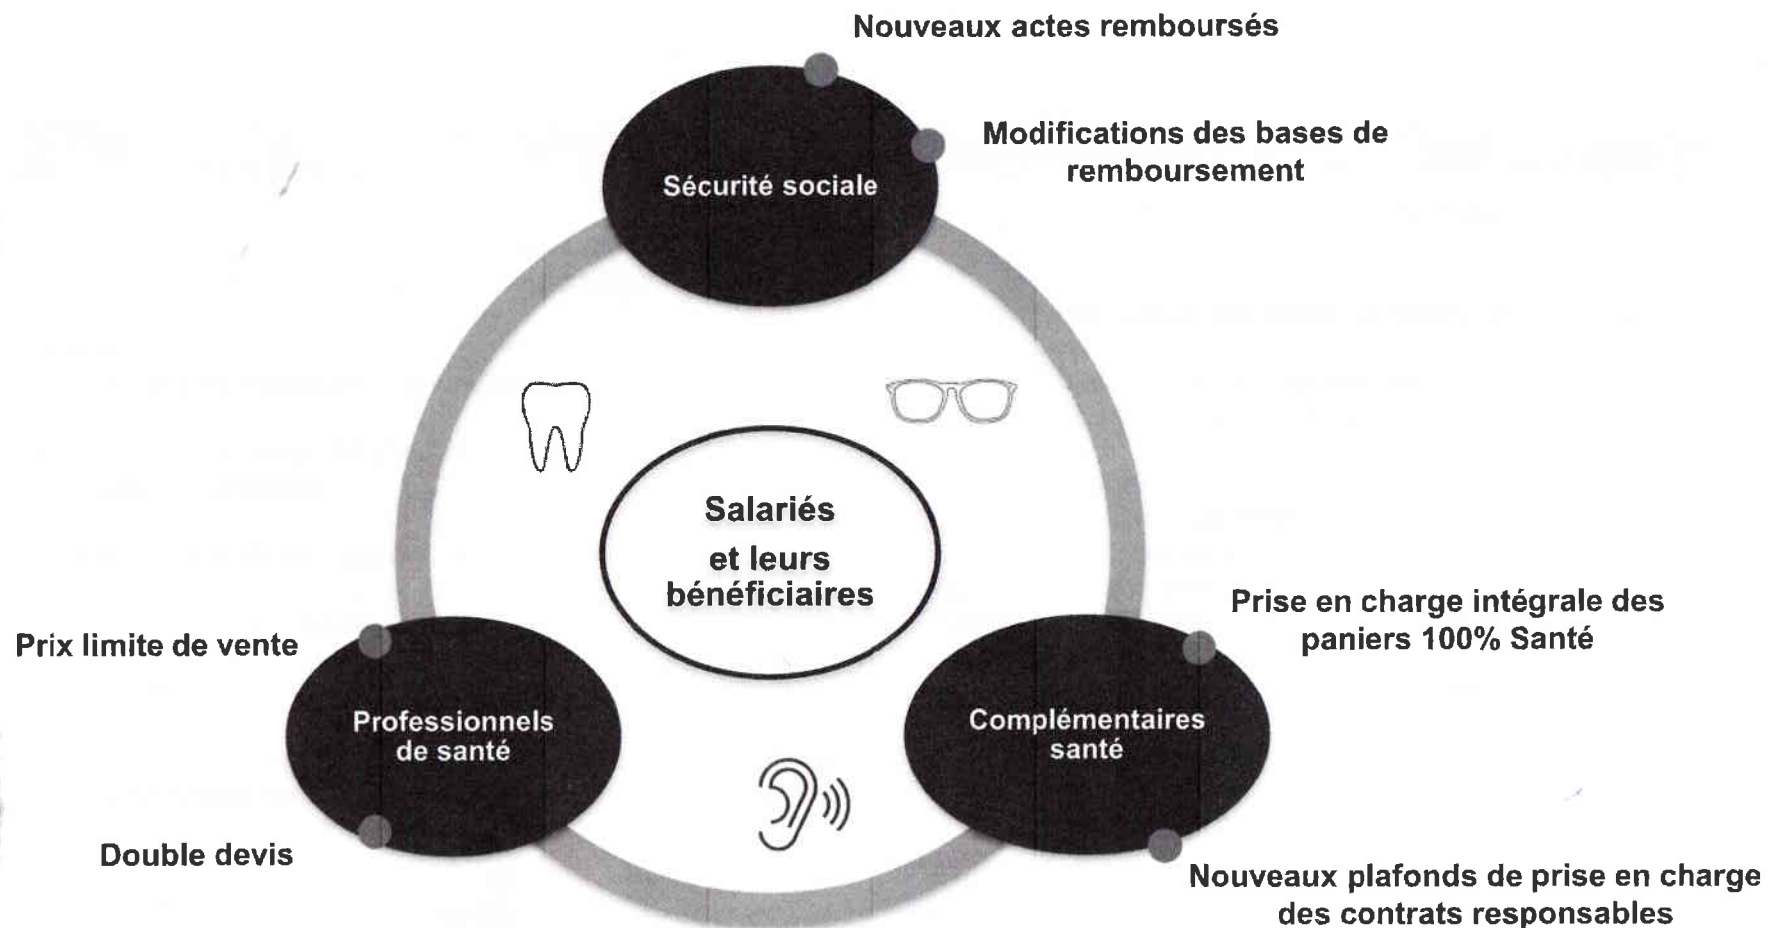 Nouveaux actes remboursés
Modifications des bases de
remboursement
Sécurité sociale
Salariés
et leurs
bénéficiaires
Prise en charge intégrale des
paniers 100% Santé
Prix limite de vente
Professionnels
de santé
Complémentaires
santé
Double devis
Nouveaux plafonds de prise en charge
des contrats responsables